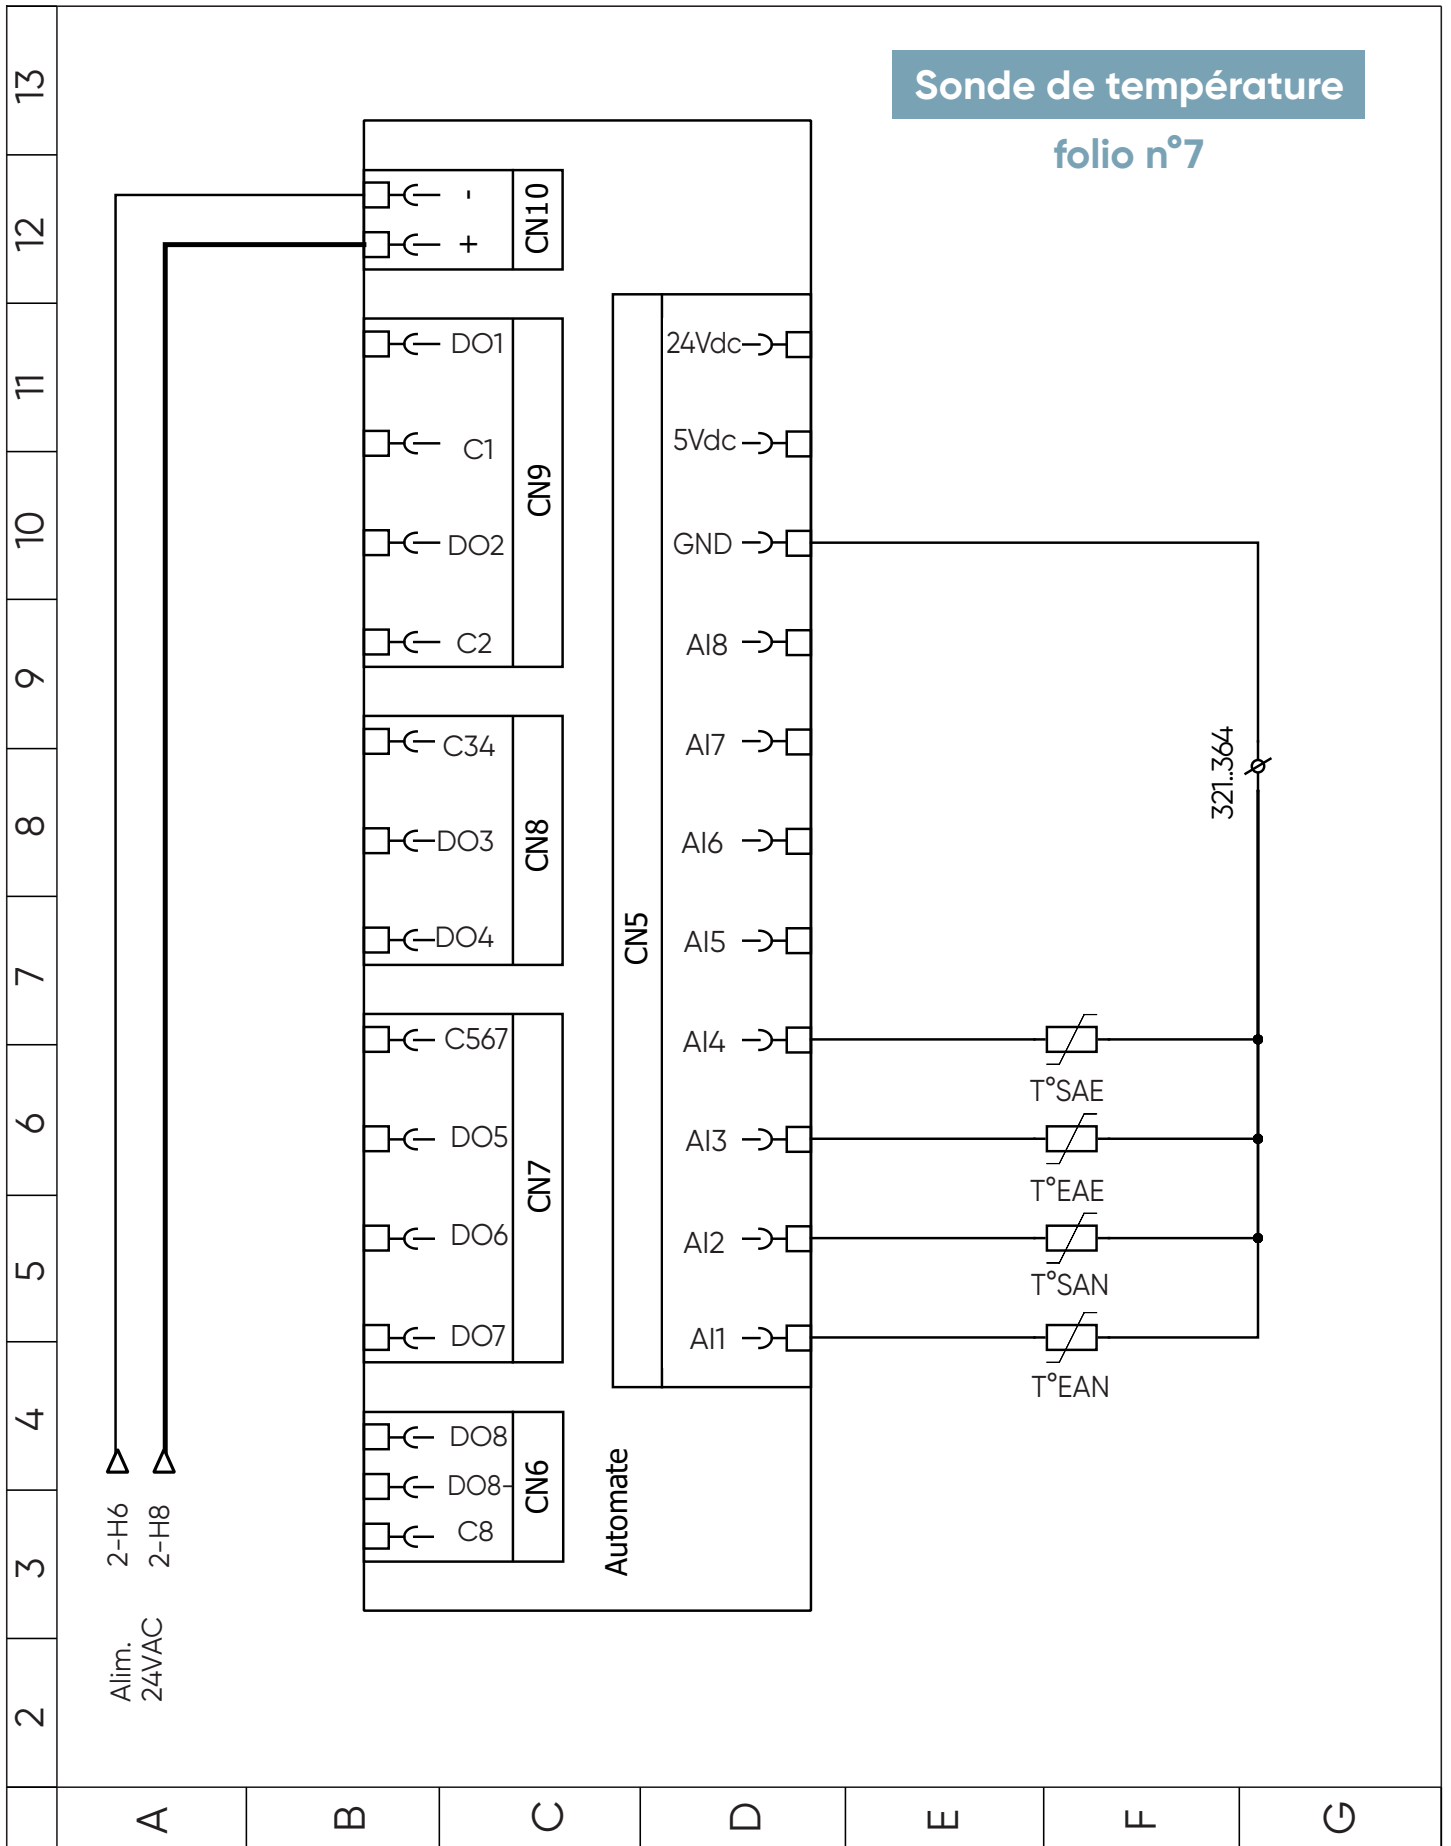 Sonde de température
folio n°7
13
12
11
10
9
8
7
6
5
4
3
2
A
B
C
D
E
F
G
Alim.
24VAC
2-H6
2-H8
-
+
CN10
DO1
C1
DO2
C2
CN9
C34
DO3
DO4
CN8
C567
DO5
DO6
DO7
CN7
DO8
DO8-
C8
CN6
Automate
CN5
24Vdc
5Vdc
GND
AI8
AI7
AI6
AI5
AI4
AI3
AI2
AI1
321..364
T°SAE
T°EAE
T°SAN
T°EAN